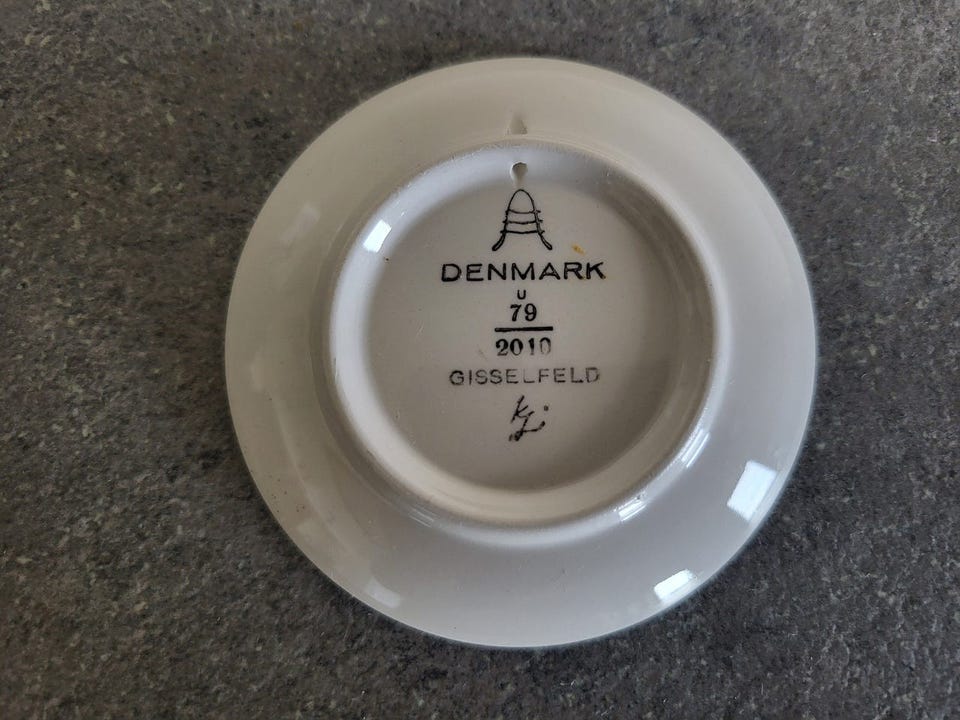 DENMARK
U
79
2010
GISSELFELD